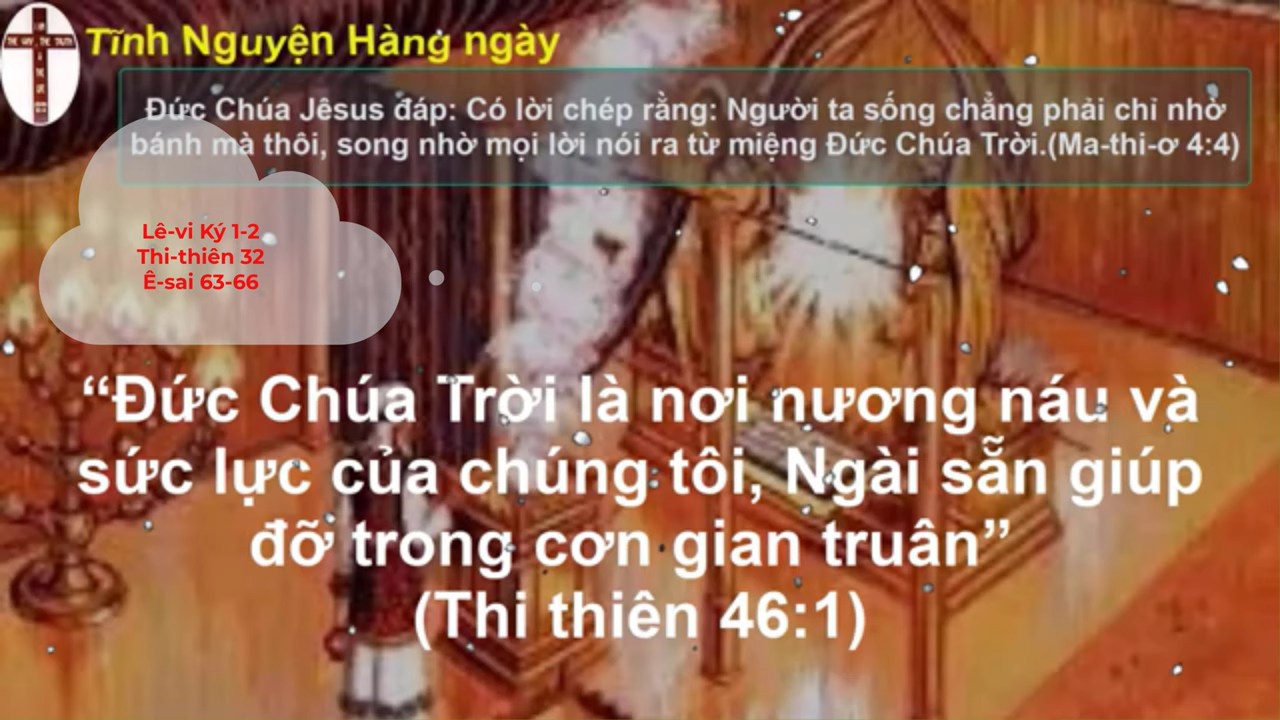 Tĩnh Nguyện Hàng ngày
Đức Chúa Jêsus đáp: Có lời chép rằng: Người ta sống chẳng phải chỉ nhờ
bánh mà thôi, song nhờ mọi lời nói ra từ miệng Đức Chúa Trời.(Ma-thi-ơ 4:4)
Lê-vi Ký 1-2
Thi-thiên 32
Ê-sai 63-66
“Đức Chúa Trời là nơi nương náu và
sức lực của chúng tôi, Ngài sẵn giúp
đỡ trong cơn gian truân”
(Thi thiên 46:1)